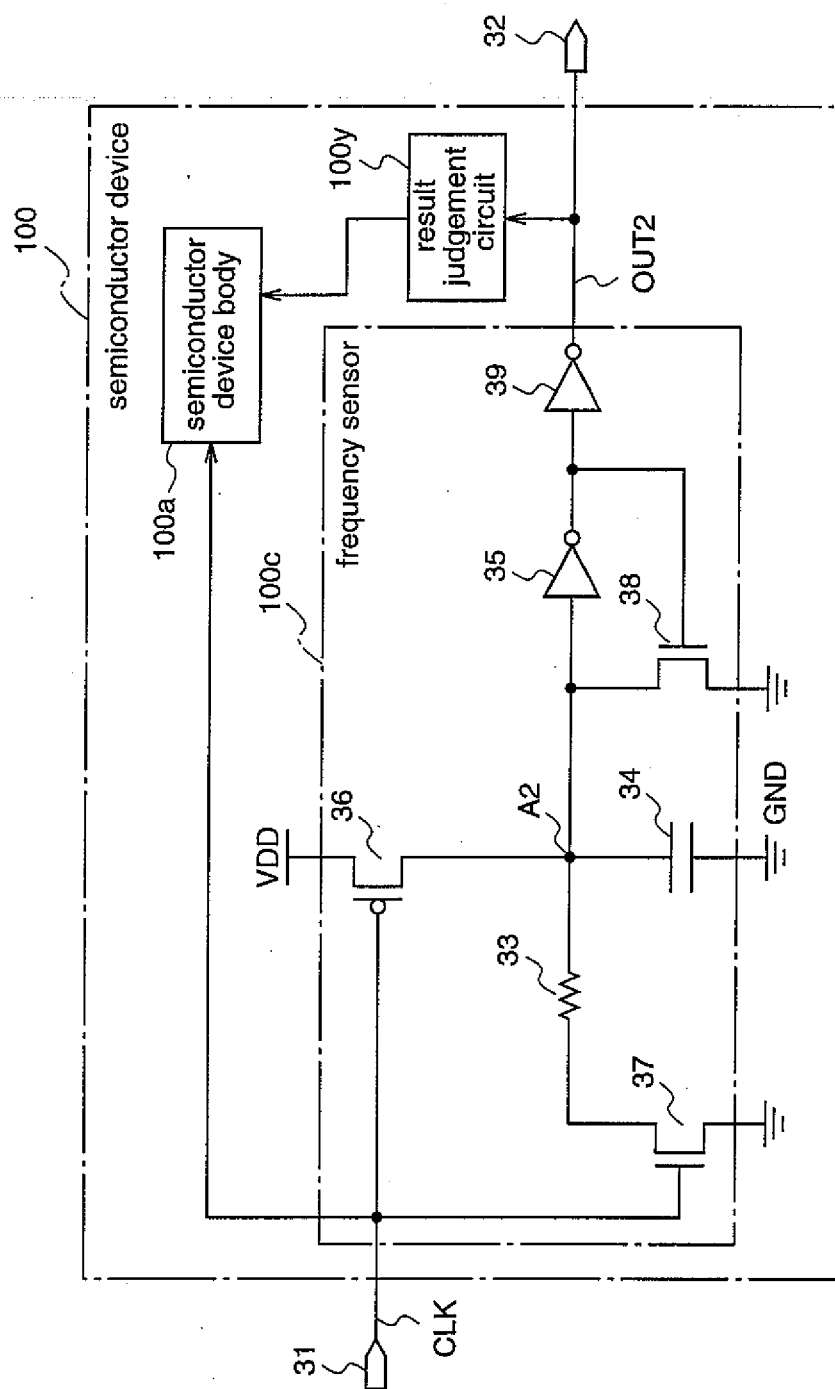 100
semiconductor device
100a
semiconductor
device body
100y
result
judgement
circuit
100c
frequency sensor
VDD
36
A2
33
34
GND
37
35
38
39
OUT2
32
31
CLK